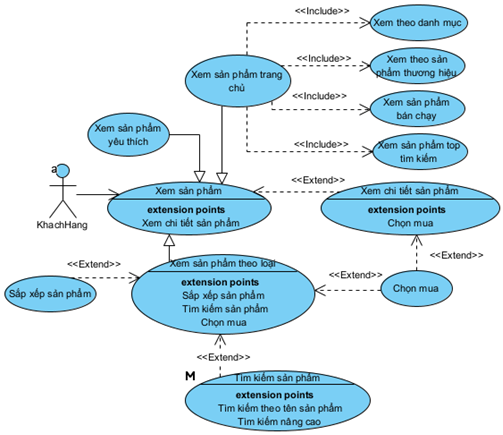 <<Include>>
Xem theo danh mục
Xem sản phẩm trang
chủ
<<Include>>
Xem theo sản
phẩm thương hiệu
<<Include>>
Xem sản phẩm
bán chạy
Xem sản phẩm
yêu thích
<<Include>>
Xem sản phẩm top
tìm kiếm
a
KhachHang
Xem sản phẩm
extension points
Xem chi tiết sản phẩm
<<Extend>>
Xem chi tiết sản phẩm
extension points
Chọn mua
<<Extend>>
<<Extend>>
Sắp xếp sản phẩm
Xem sản phẩm theo loại
extension points
Sắp xếp sản phẩm
Tìm kiếm sản phẩm
Chọn mua
<<Extend>>
Chọn mua
<<Extend>>
M
Tìm kiếm sản phẩm
extension points
Tìm kiếm theo tên sản phẩm
Tìm kiếm nâng cao